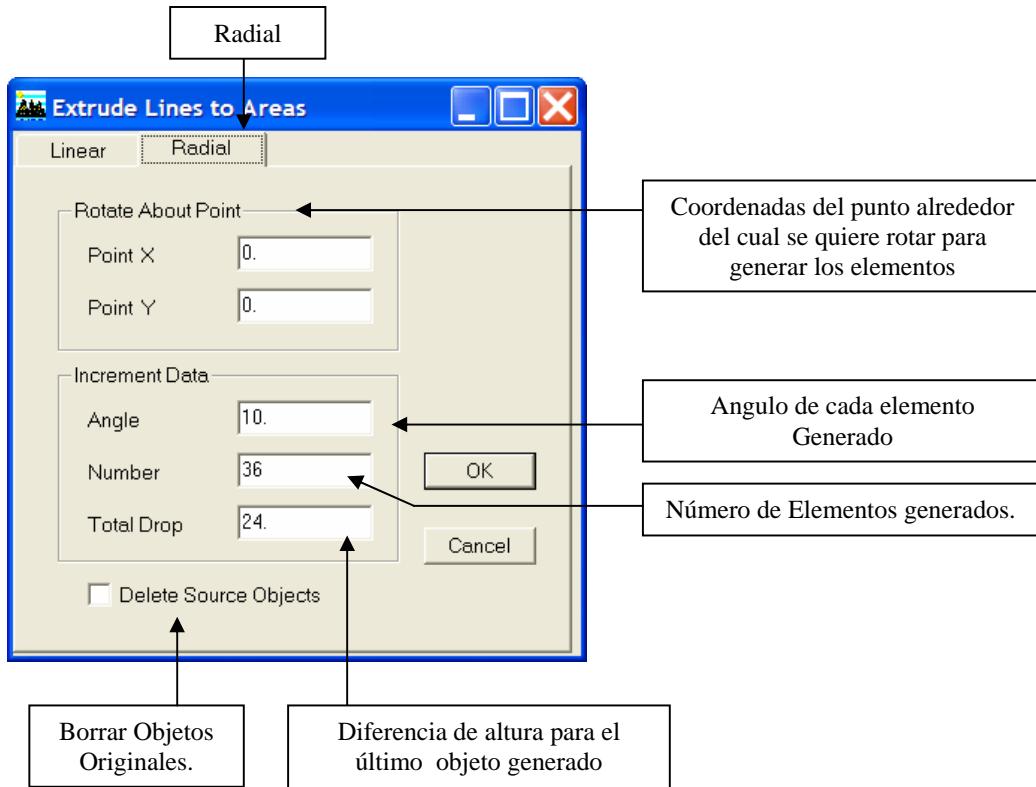 Radial
Extrude Lines to Areas
Linear
Radial
Rotate About Point
Point X
0.
Point Y
0.
Coordenadas del punto alrededor
del cual se quiere rotar para
generar los elementos
Increment Data
Angle
10.
Number
36
Total Drop
24.
OK
Cancel
Angulo de cada elemento
Generado
Número de Elementos generados.
Delete Source Objects
Borrar Objetos
Originales.
Diferencia de altura para el
último objeto generado